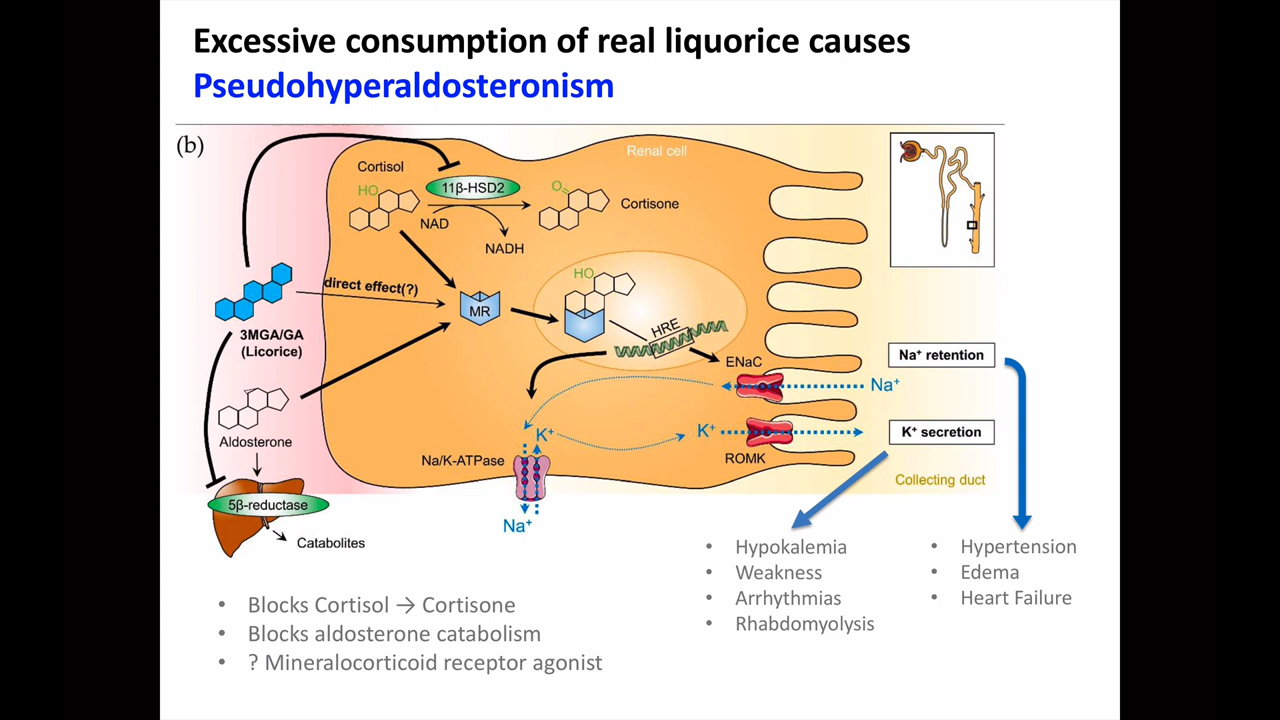 Excessive consumption of real liquorice causes
Pseudohyperaldosteronism
(b)
Renal cell
Cortisol
HO
11β-HSD2
O
Cortisone
NAD
NADH
direct effect(?)
MR
HO
HRE
3MGA/GA
(Licorice)
ENaC
Na⁺ retention
Na⁺
Aldosterone
K⁺
K⁺
K⁺ secretion
Na/K-ATPase
ROMK
Collecting duct
5β-reductase
Na⁺
Catabolites
• Hypokalemia
• Weakness
• Arrhythmias
• Rhabdomyolysis
• Hypertension
• Edema
• Heart Failure
• Blocks Cortisol → Cortisone
• Blocks aldosterone catabolism
• ? Mineralocorticoid receptor agonist